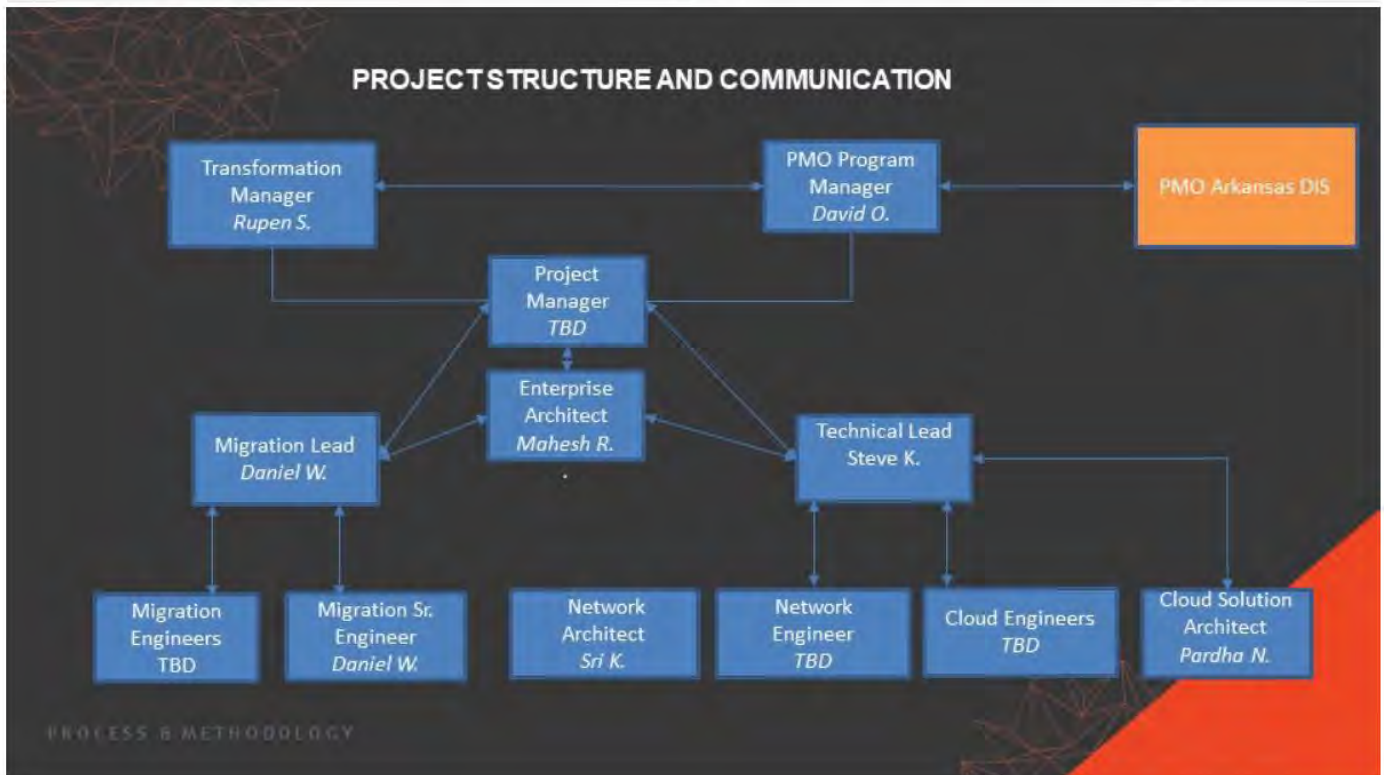 PROJECT STRUCTURE AND COMMUNICATION
Transformation
Manager
Rupen S.
PMO Program
Manager
David O.
PMO Arkansas DIS
Project
Manager
TBD
Enterprise
Architect
Mahesh R.
.
Migration Lead
Daniel W.
Technical Lead
Steve K.
Migration
Engineers
TBD
Migration Sr.
Engineer
Daniel W.
Network
Architect
Sri K.
Network
Engineer
TBD
Cloud Engineers
TBD
Cloud Solution
Architect
Pardha N.
PROCESS & METHODOLOGY